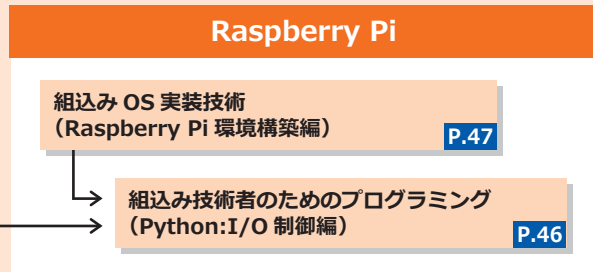 Raspberry Pi
組込み OS 実装技術
（Raspberry Pi 環境構築編）
P.47
組込み技術者のためのプログラミング
（Python:I/O 制御編）
P.46